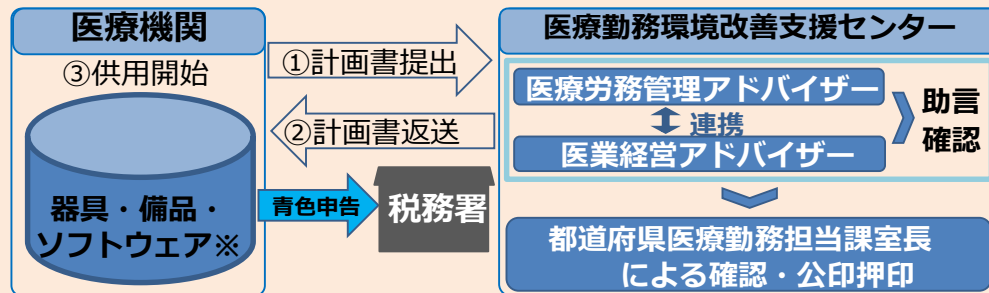 医療機関
③供用開始
器具・備品・
ソフトウェア※
①計画書提出
②計画書返送
青色申告
税務署
医療勤務環境改善支援センター
医療労務管理アドバイザー
連携
医業経営アドバイザー
助言
確認
都道府県医療勤務担当課室長
による確認・公印押印